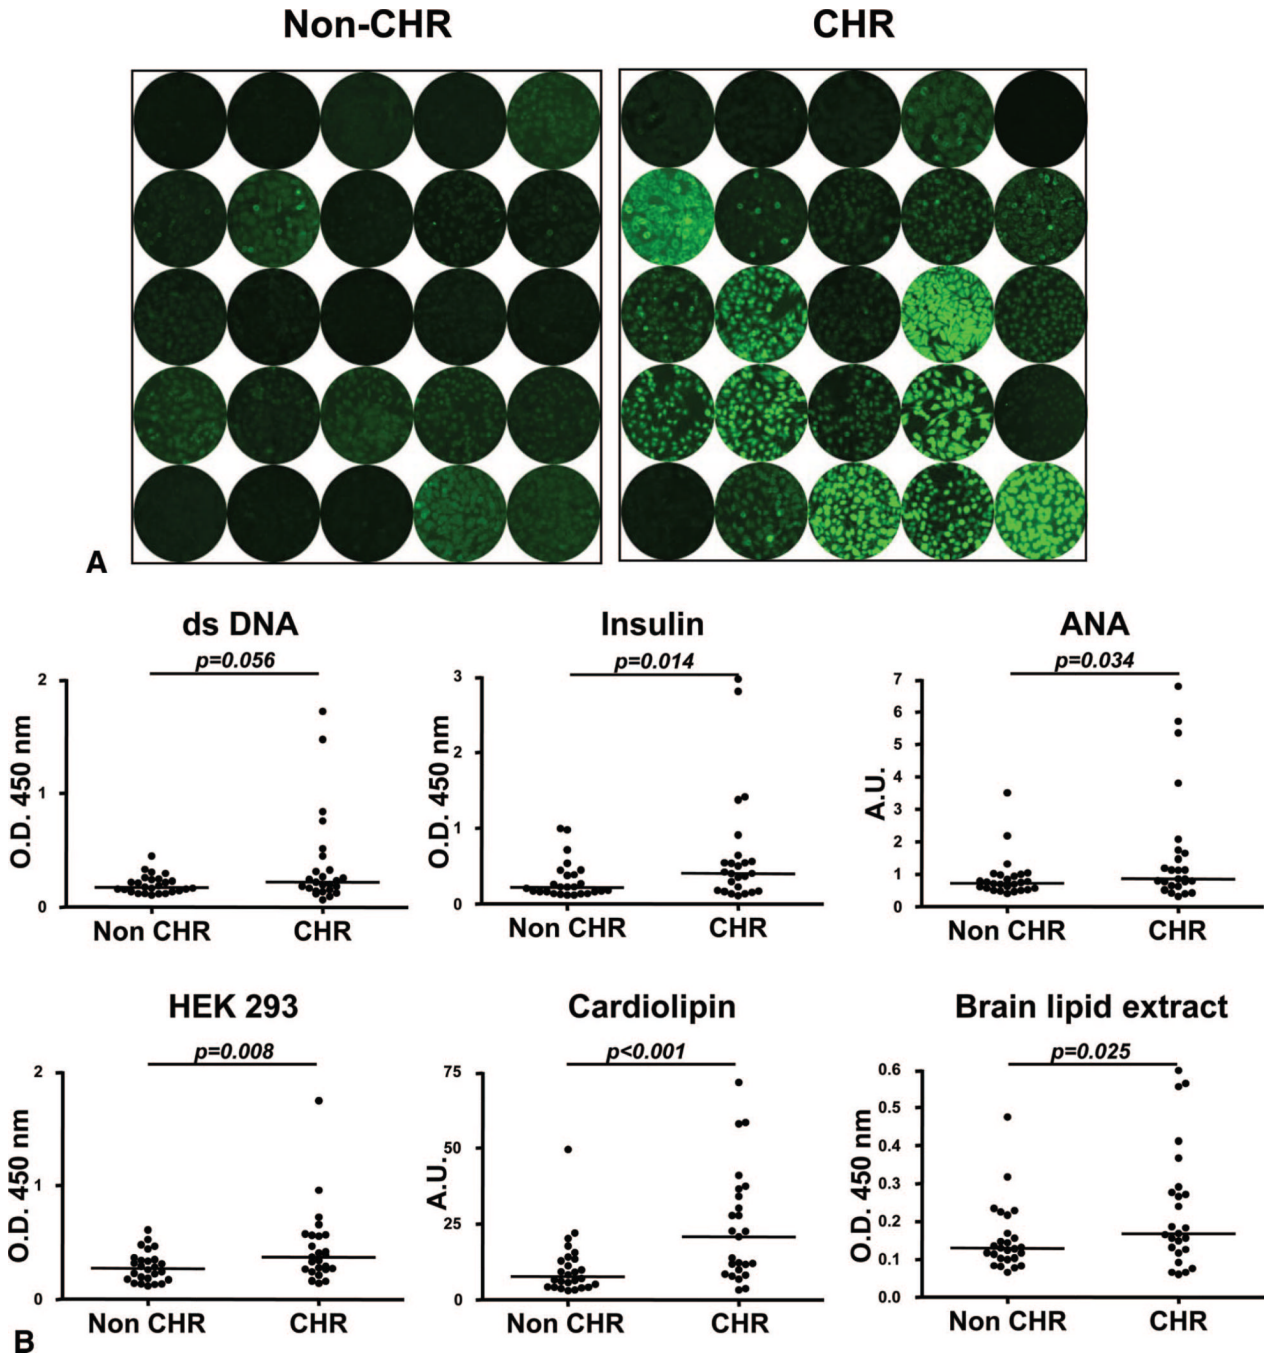 Non-CHR CHR
A
ds DNA Insulin ANA
p=0.056 p=0.014 p=0.034
2 3 7
6
5
2 4
1 3
1 2
1
0 0 0
O.D. 450 nm O.D. 450 nm A.U.
Non CHR CHR Non CHR CHR Non CHR CHR
HEK 293 Cardiolipin Brain lipid extract
p=0.008 p<0.001 p=0.025
2 75 0.6
0.5
50 0.4
1 0.3
25 0.2
0.1
0 0 0.0
O.D. 450 nm A.U. O.D. 450 nm
Non CHR CHR Non CHR CHR Non CHR CHR
B